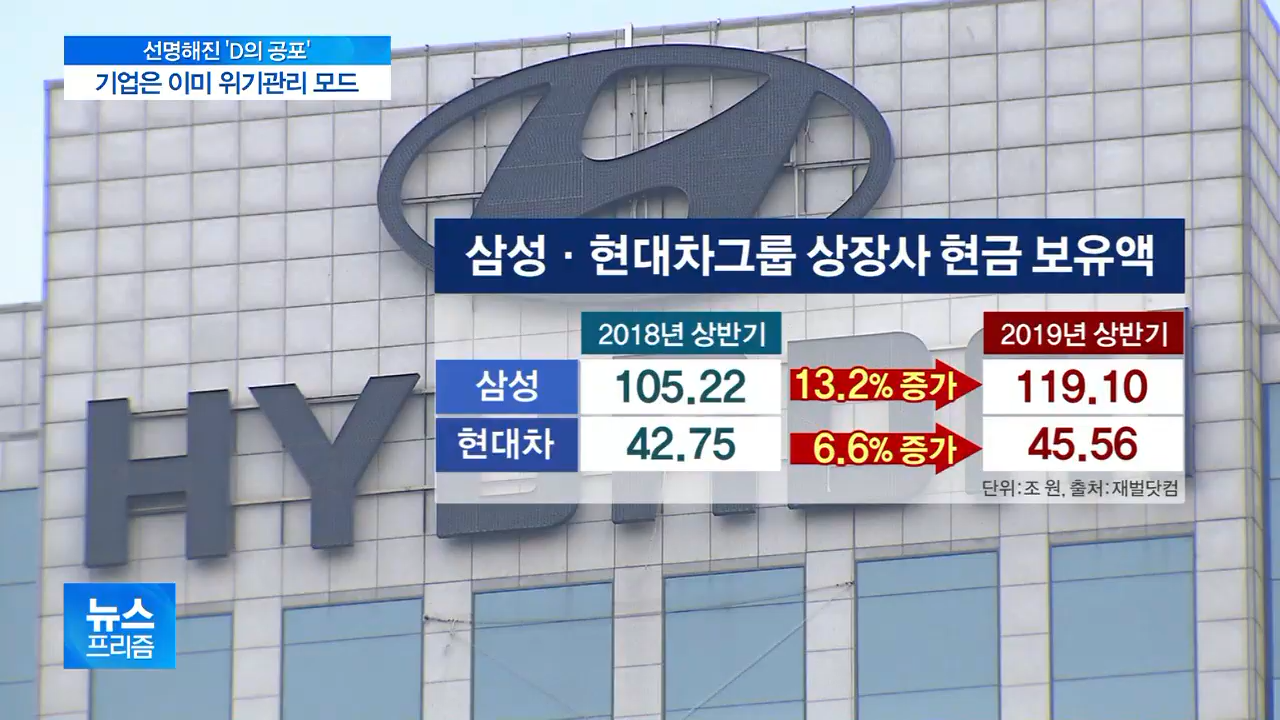 선명해진 'D의 공포'
기업은 이미 위기관리 모드
삼성 · 현대차그룹 상장사 현금 보유액
2018년 상반기 2019년 상반기
삼성 105.22 13.2% 증가 119.10
현대차 42.75 6.6% 증가 45.56
단위:조 원, 출처:재벌닷컴
HY
뉴스
프리즘